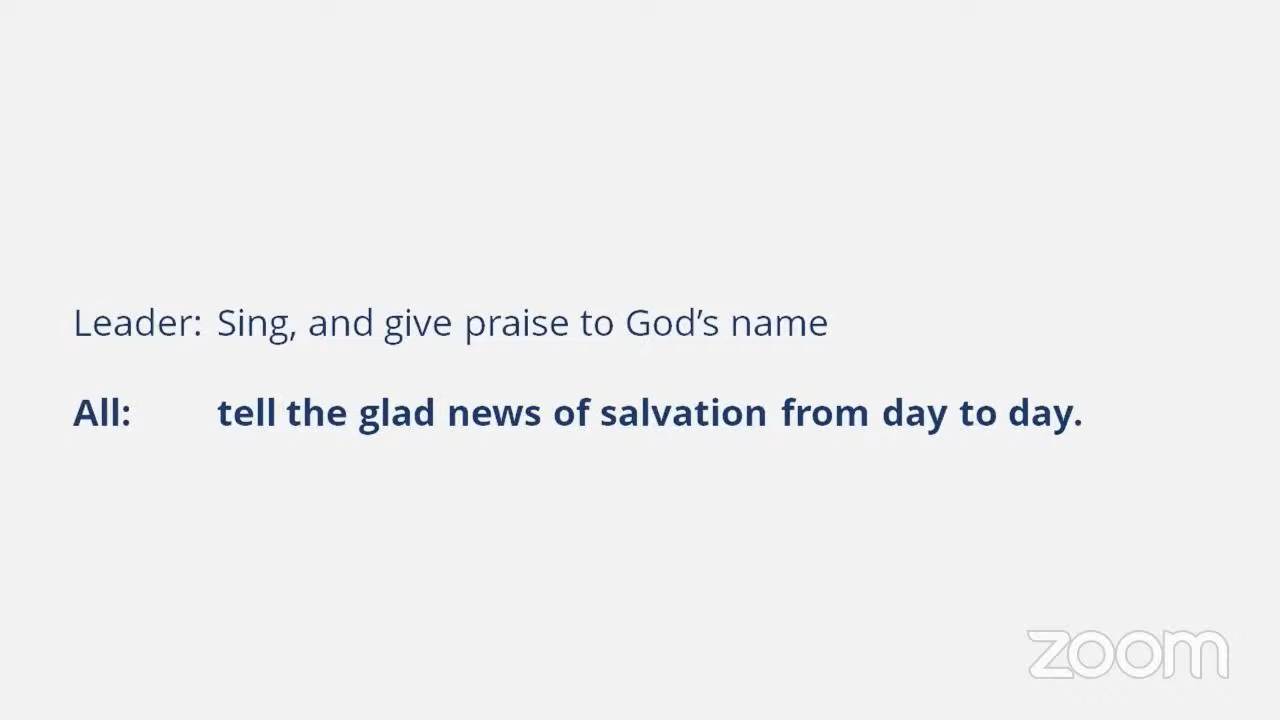 Leader: Sing, and give praise to God’s name
All: tell the glad news of salvation from day to day.
zoom